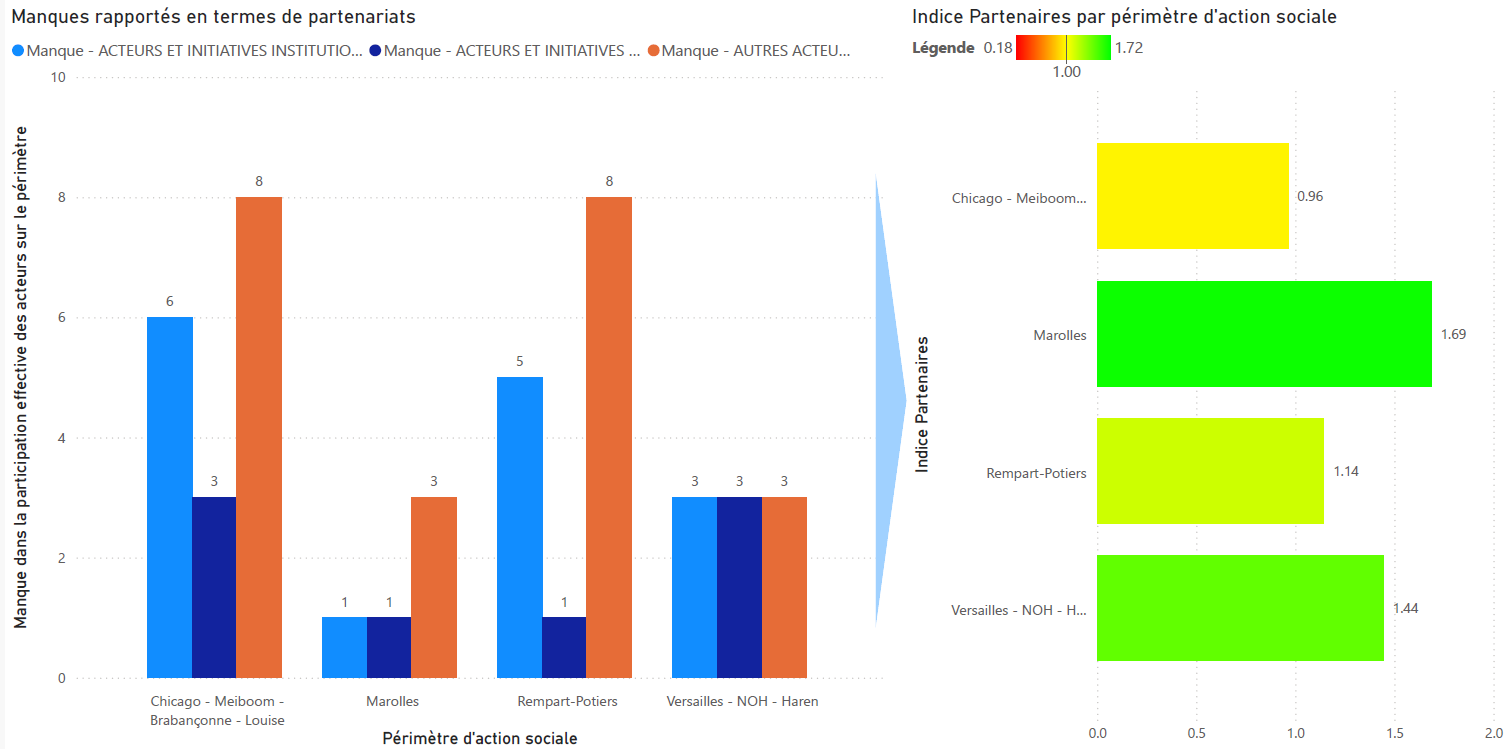 Manques rapportés en termes de partenariats
Manque - ACTEURS ET INITIATIVES INSTITUTIO... Manque - ACTEURS ET INITIATIVES ... Manque - AUTRES ACTEU...
10
8
6
4
2
0
Manque dans la participation effective des acteurs sur le périmètre
6
3
8
1
1
3
5
1
8
3
3
3
Chicago - Meiboom -
Brabançonne - Louise
Marolles
Rempart-Potiers
Versailles - NOH - Haren
Périmètre d'action sociale
Indice Partenaires par périmètre d'action sociale
Légende 0.18 1.72
1.00
Indice Partenaires
Chicago - Meiboom... 0.96
Marolles 1.69
Rempart-Potiers 1.14
Versailles - NOH - H... 1.44
0.0 0.5 1.0 1.5 2.0